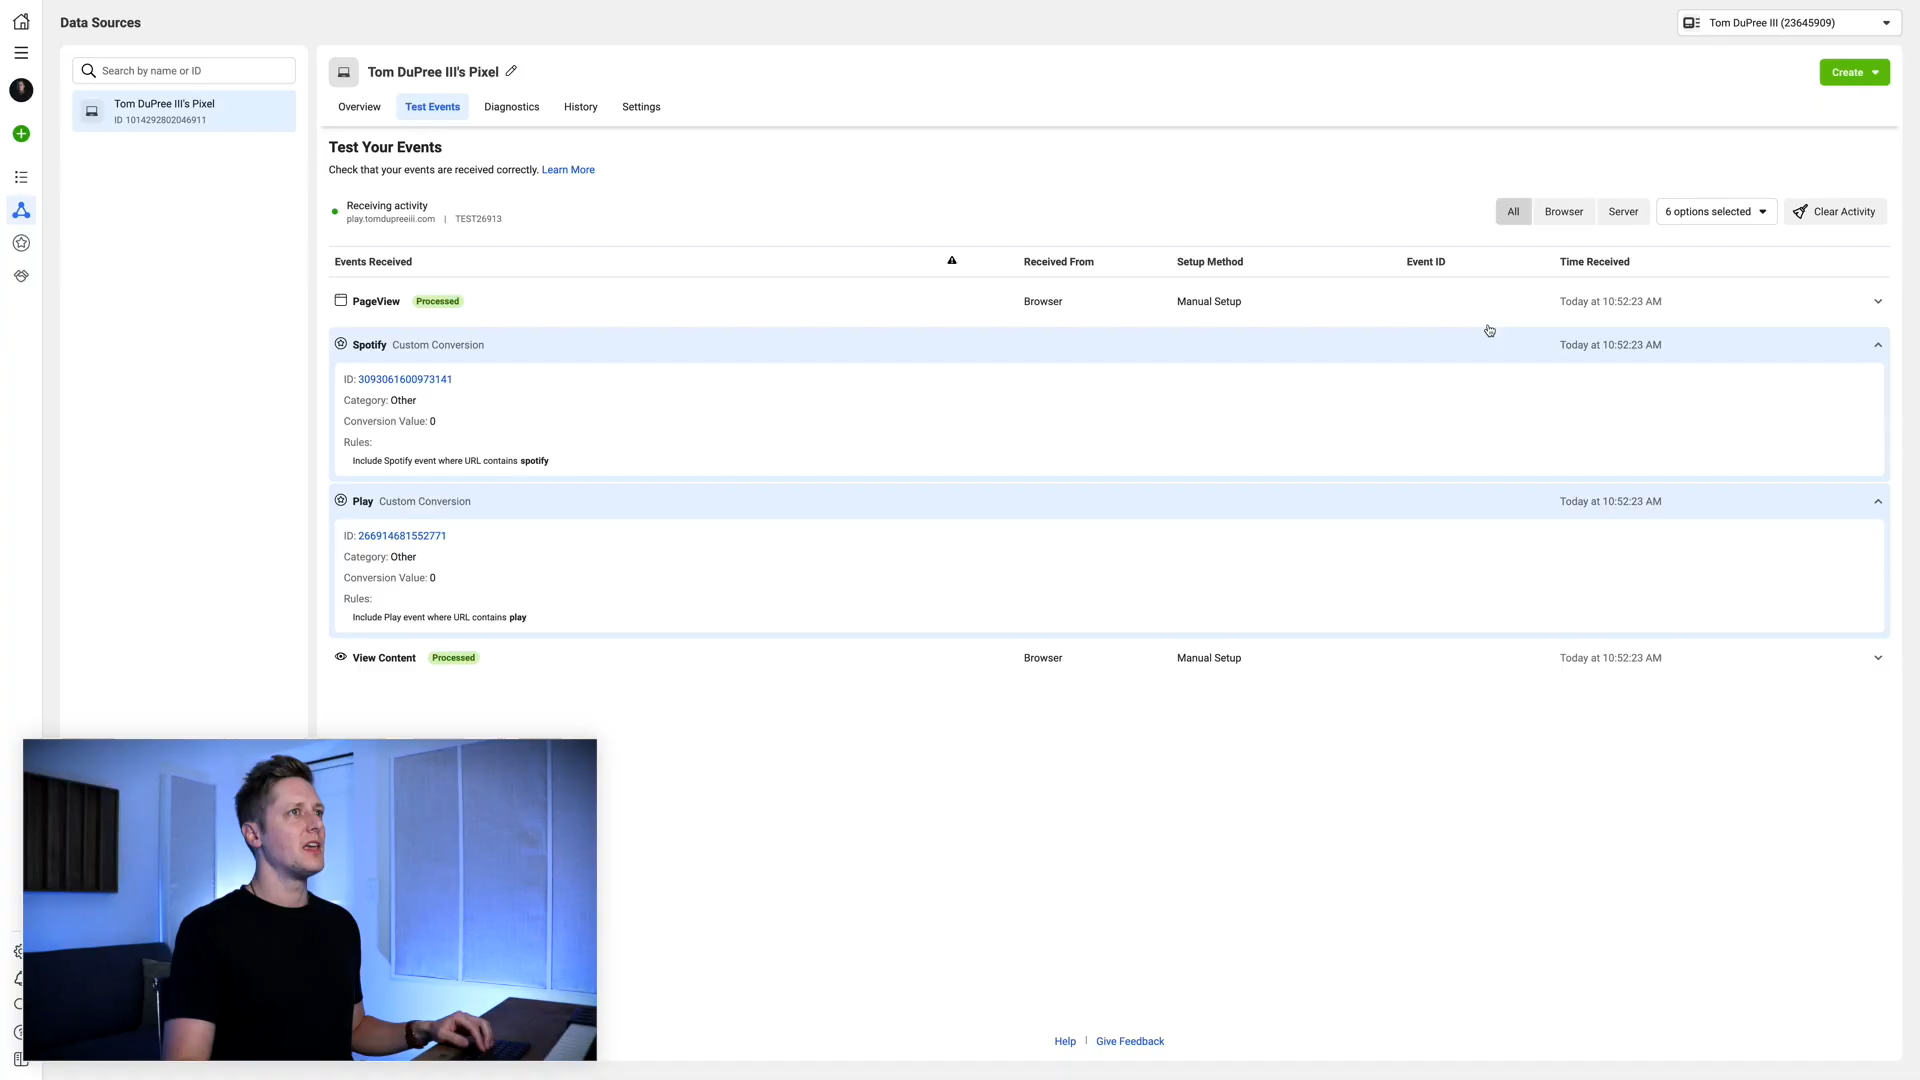 Data Sources
Tom DuPree III (23645909)
Search by name or ID
Tom DuPree III's Pixel
ID 1014292802046911
Tom DuPree III's Pixel
Create
Overview
Test Events
Diagnostics
History
Settings
Test Your Events
Check that your events are received correctly. Learn More
Receiving activity
play.tomdupreeiii.com | TEST26913
All
Browser
Server
6 options selected
Clear Activity
Events Received
Received From
Setup Method
Event ID
Time Received
PageView Processed
Browser
Manual Setup
Today at 10:52:23 AM
Spotify Custom Conversion
Today at 10:52:23 AM
ID: 3093061600973141
Category: Other
Conversion Value: 0
Rules:
Include Spotify event where URL contains spotify
Play Custom Conversion
Today at 10:52:23 AM
ID: 266914681552771
Category: Other
Conversion Value: 0
Rules:
Include Play event where URL contains play
View Content Processed
Browser
Manual Setup
Today at 10:52:23 AM
Help | Give Feedback